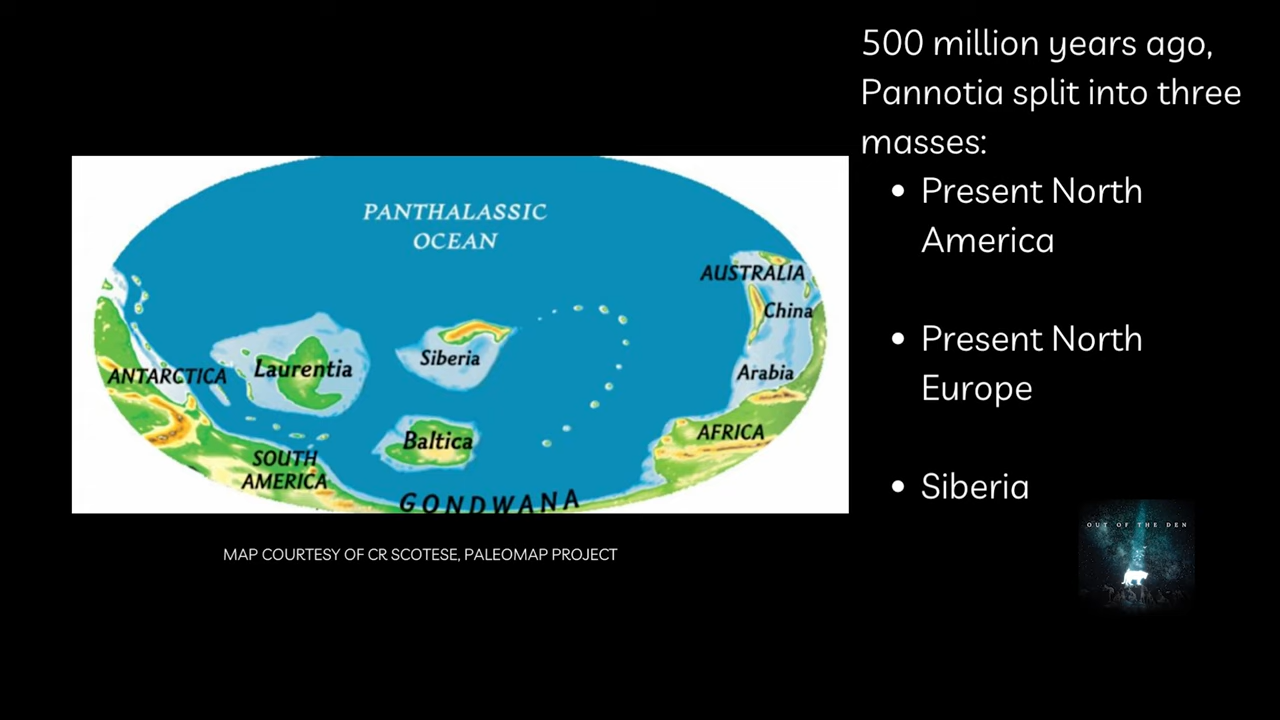 500 million years ago,
Pannotia split into three
masses:
• Present North
America
• Present North
Europe
• Siberia
PANTHALASSIC
OCEAN
AUSTRALIA
China
Laurentia
Siberia
ANTARCTICA
Arabia
Baltica
AFRICA
SOUTH
AMERICA
GONDWANA
MAP COURTESY OF CR SCOTESE, PALEOMAP PROJECT
OUT OF THE DEN